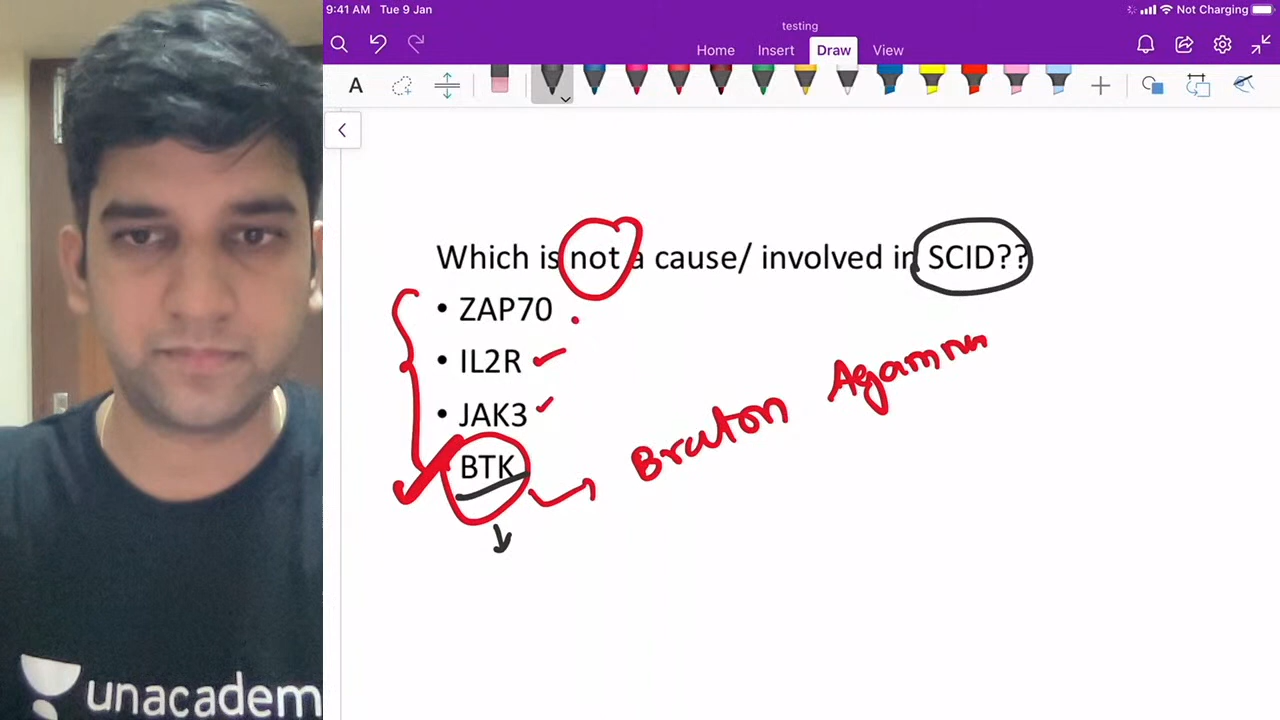 9:41 AM Tue 9 Jan
Not Charging
testing
Home Insert Draw View
A
Which is not a cause/ involved in SCID??
• ZAP70
• IL2R
• JAK3
• BTK
Bruton Agamma
unacadem